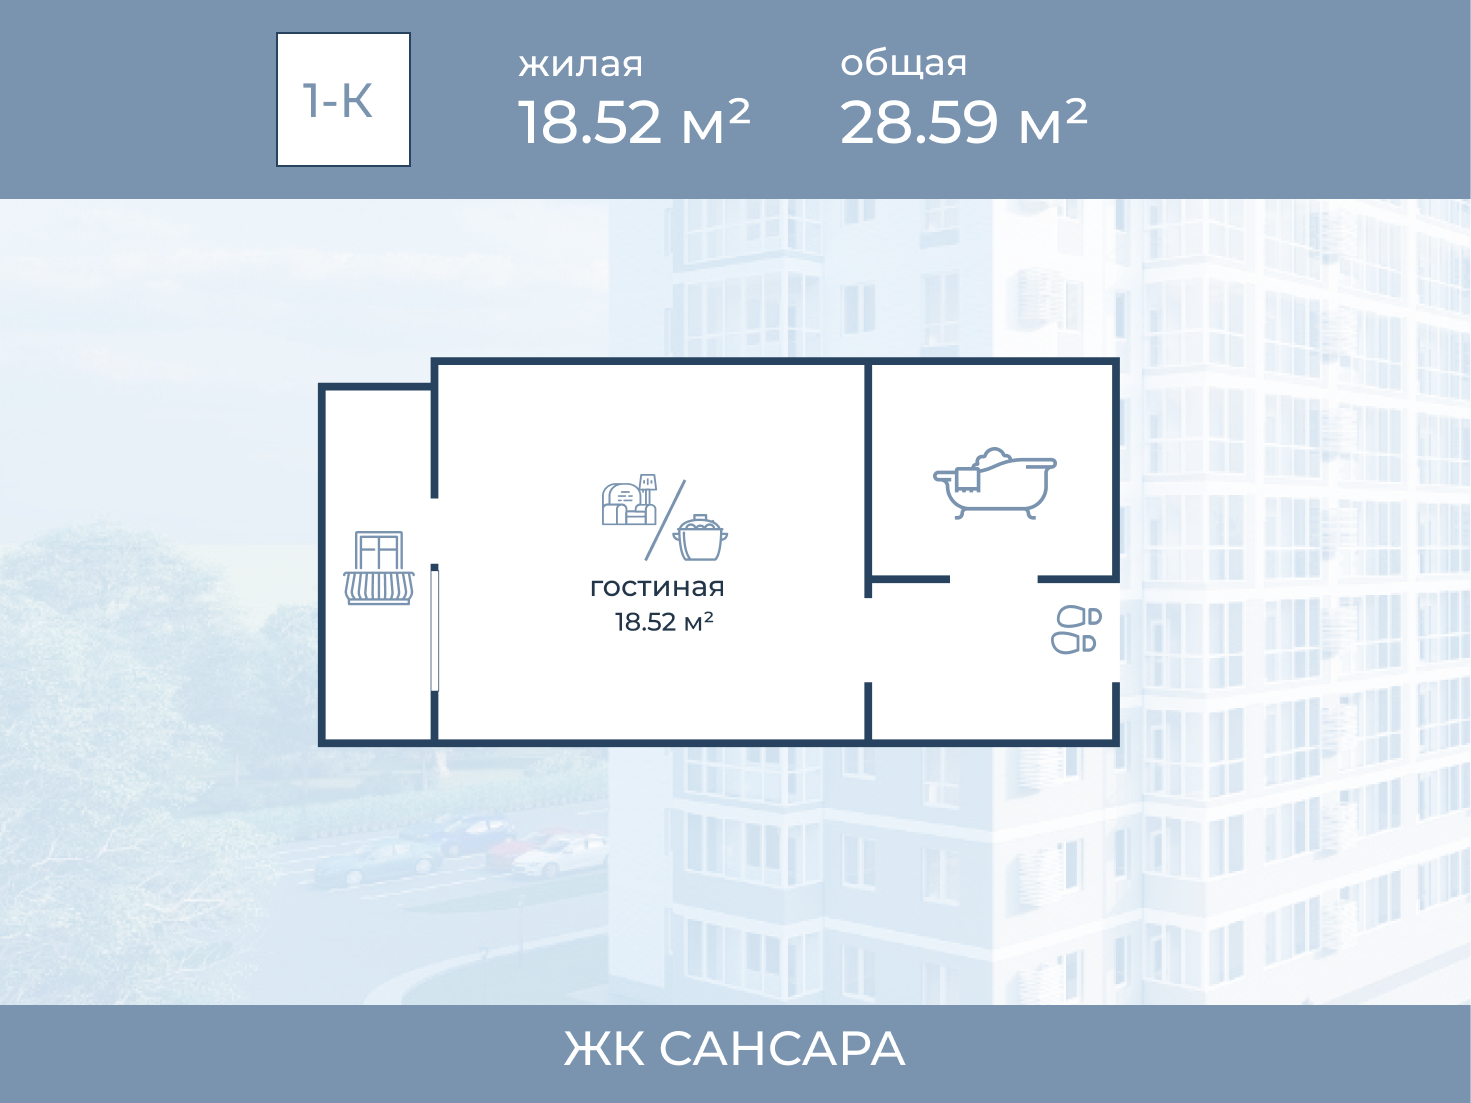 1-К
жилая
18.52 м²
общая
28.59 м²
гостиная
18.52 м²
ЖК САНСАРА